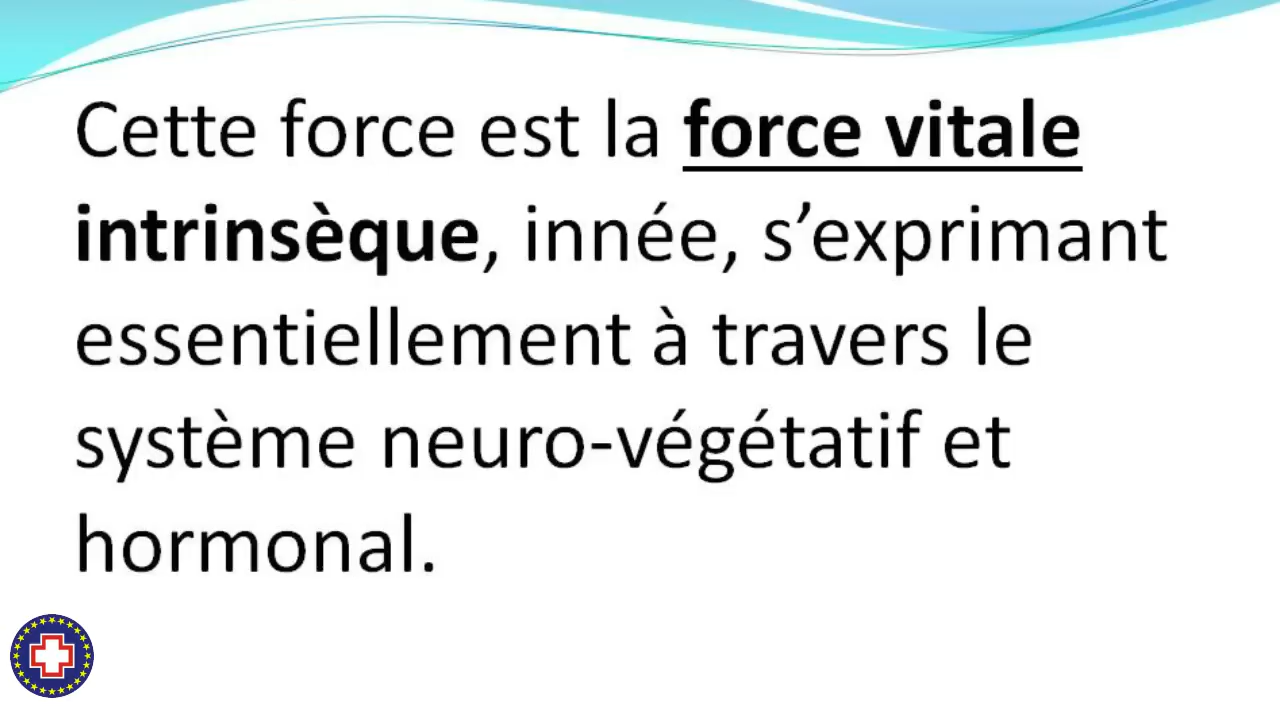 Cette force est la force vitale
intrinsèque, innée, s’exprimant
essentiellement à travers le
système neuro-végétatif et
hormonal.